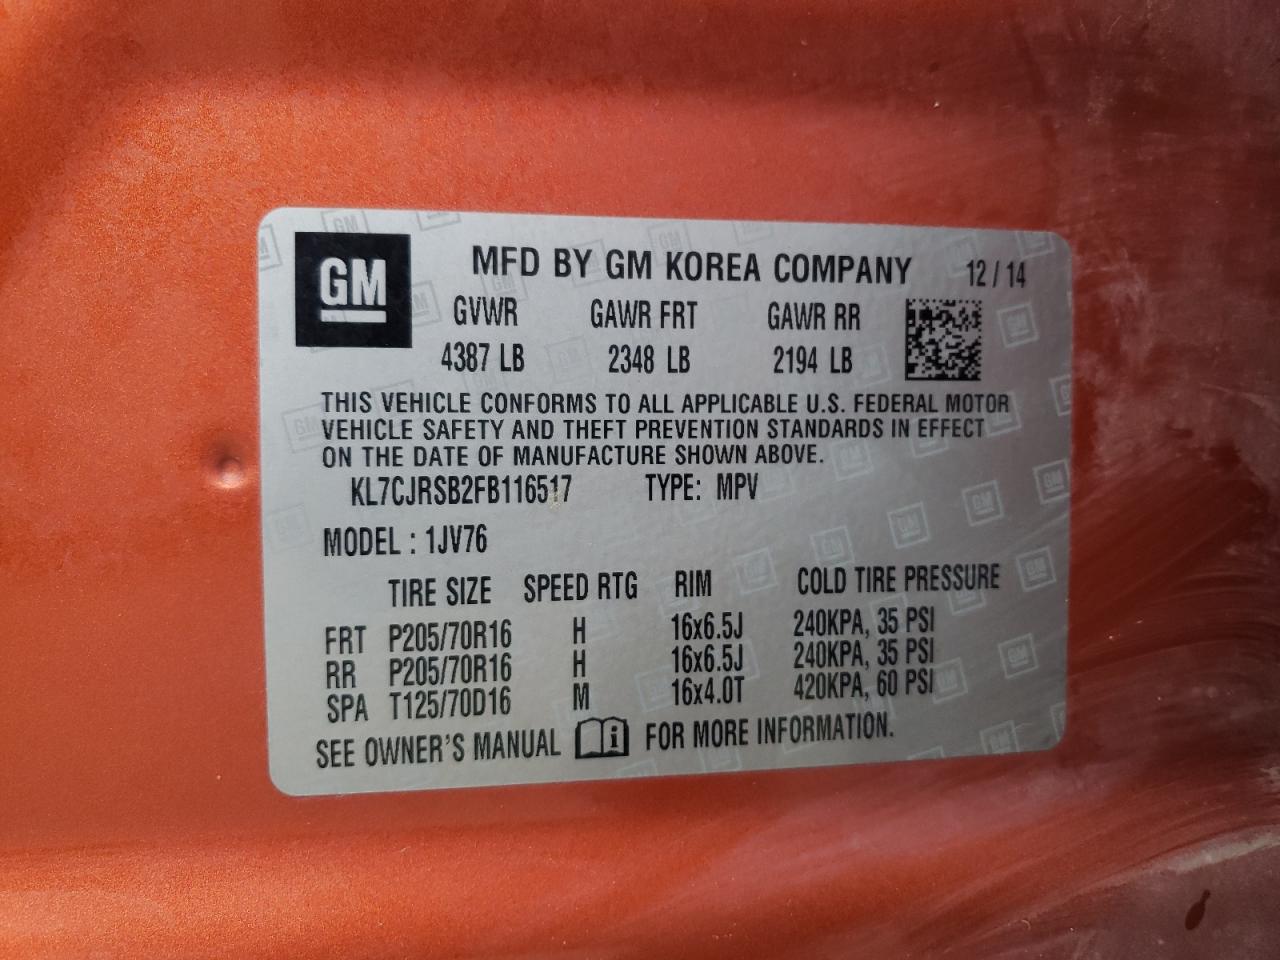 GM
MFD BY GM KOREA COMPANY 12 / 14
GVWR GAWR FRT GAWR RR
4387 LB 2348 LB 2194 LB
THIS VEHICLE CONFORMS TO ALL APPLICABLE U.S. FEDERAL MOTOR
VEHICLE SAFETY AND THEFT PREVENTION STANDARDS IN EFFECT
ON THE DATE OF MANUFACTURE SHOWN ABOVE.
KL7CJRSB2FB116517 TYPE: MPV
MODEL : 1JV76
TIRE SIZE SPEED RTG RIM COLD TIRE PRESSURE
FRT P205/70R16 H 16x6.5J 240KPA, 35 PSI
RR P205/70R16 H 16x6.5J 240KPA, 35 PSI
SPA T125/70D16 M 16x4.0T 420KPA, 60 PSI
SEE OWNER'S MANUAL i FOR MORE INFORMATION.